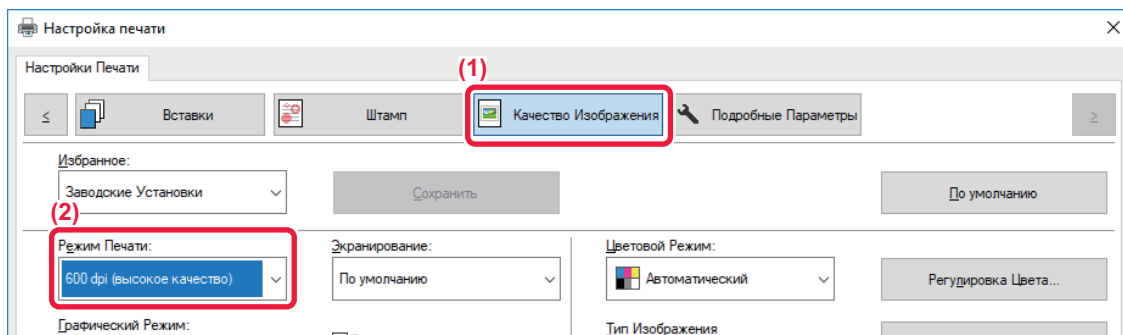 Настройка печати
Настройки Печати
(1)
< Вставки Штамп Качество Изображения Подробные Параметры >
Избранное:
Заводские Установки Сохранить По умолчанию
(2)
Режим Печати: Экранирование: Цветовой Режим:
600 dpi (высокое качество) По умолчанию Автоматический Регулировка Цвета...
Графический Режим: Тип Изображения